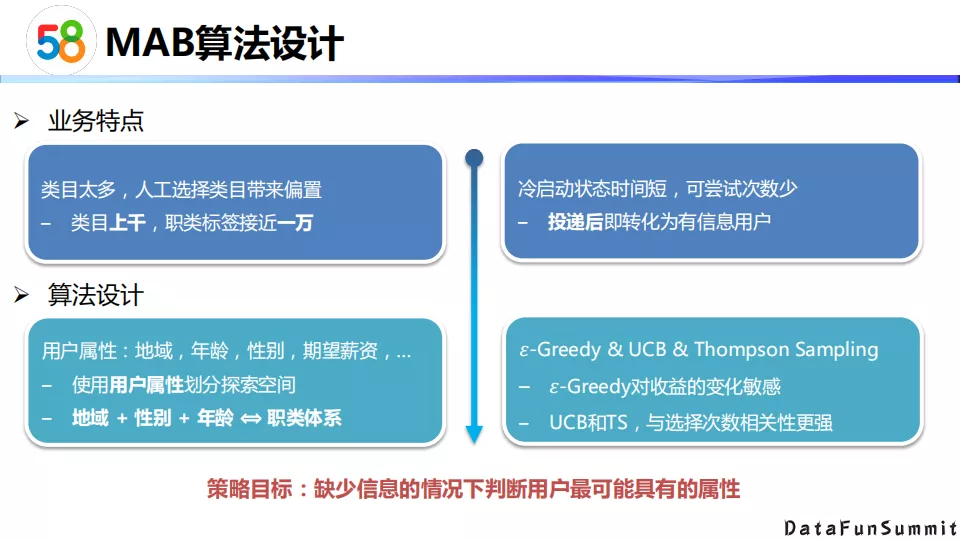 58
MAB算法设计
➢ 业务特点
类目太多，人工选择类目带来偏置
– 类目上千，职类标签接近一万
冷启动状态时间短，可尝试次数少
– 投递后即转化为有信息用户
➢ 算法设计
用户属性：地域，年龄，性别，期望薪资，...
– 使用用户属性划分探索空间
– 地域 + 性别 + 年龄 ⇔ 职类体系
ε-Greedy & UCB & Thompson Sampling
– ε-Greedy对收益的变化敏感
– UCB和TS，与选择次数相关性更强
策略目标：缺少信息的情况下判断用户最可能具有的属性
DataFunSummit